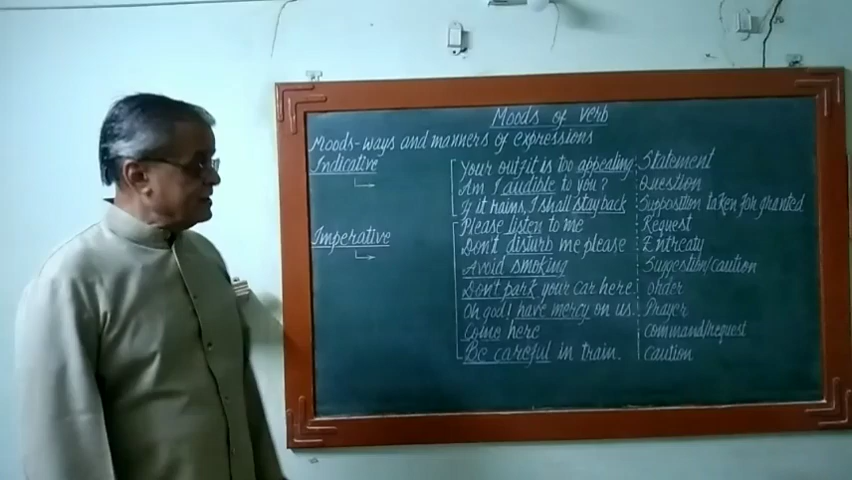 Moods of verb
Moods-ways and manners of expressions
Indicative
Your outfit is too appealing. Statement
Am I audible to you? Question
If it rains, I shall stay back Supposition taken for granted
Imperative
Please listen to me Request
Don't disturb me please Entreaty
Avoid smoking Suggestion/caution
Don't park your car here. order
Oh god! have mercy on us. Prayer
Come here command/request
Be careful in train. caution